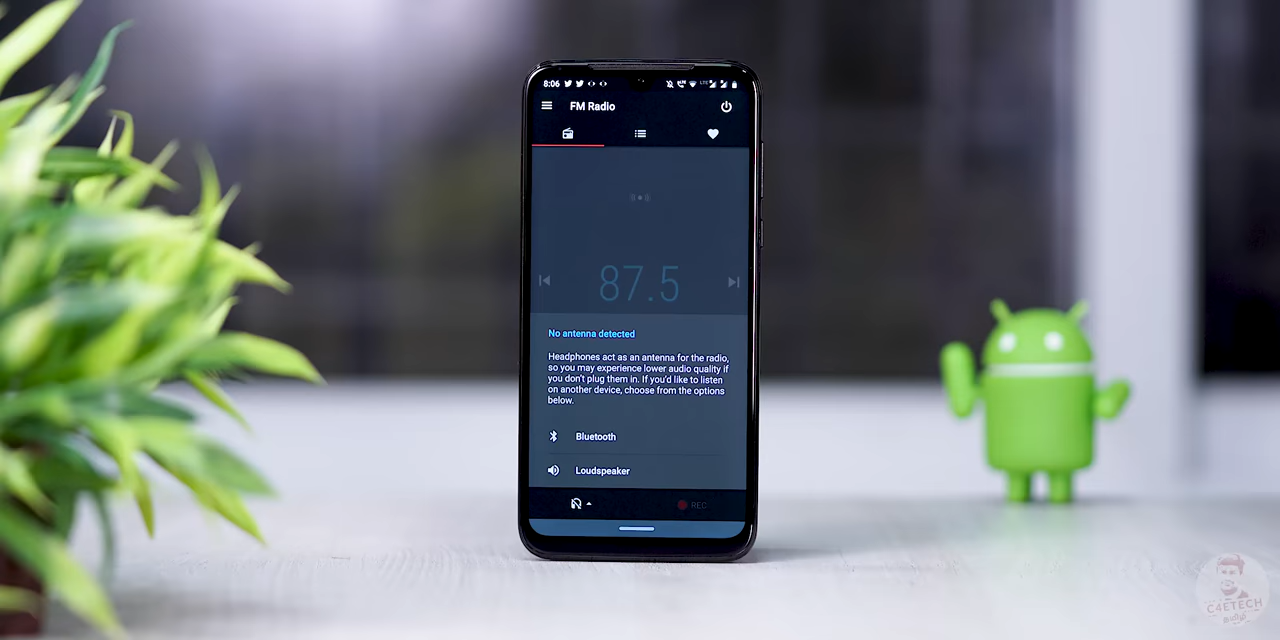 8:06
FM Radio
87.5
No antenna detected
Headphones act as an antenna for the radio,
so you may experience lower audio quality if
you don't plug them in. If you'd like to listen
on another device, choose from the options
below.
Bluetooth
Loudspeaker
REC
C4ETECH
தமிழ்